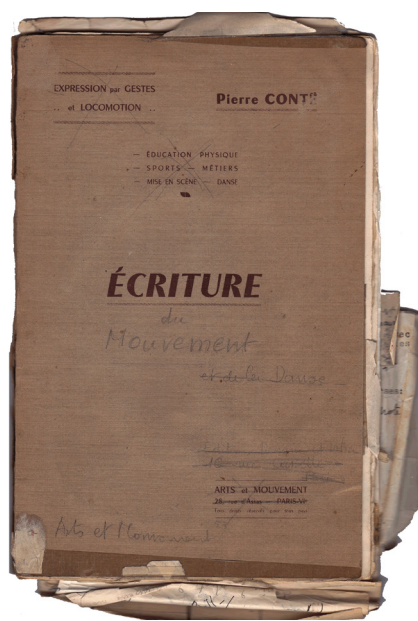 EXPRESSION par GESTES
.. et LOCOMOTION ..
Pierre CONTÉ
— ÉDUCATION PHYSIQUE
— SPORTS — MÉTIERS
— MISE EN SCÈNE — DANSE
ÉCRITURE
du
Mouvement
et de la Danse
ARTS et MOUVEMENT
PARIS
Arts et Mouvement